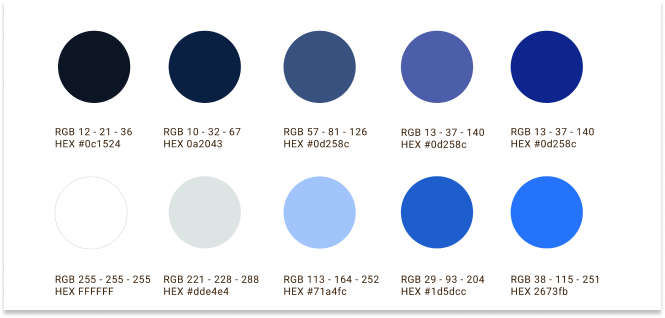 RGB 12 - 21 - 36
HEX #0c1524
RGB 10 - 32 - 67
HEX 0a2043
RGB 57 - 81 - 126
HEX #0d258c
RGB 13 - 37 - 140
HEX #0d258c
RGB 13 - 37 - 140
HEX #0d258c
RGB 255 - 255 - 255
HEX FFFFFF
RGB 221 - 228 - 288
HEX #dde4e4
RGB 113 - 164 - 252
HEX #71a4fc
RGB 29 - 93 - 204
HEX #1d5dcc
RGB 38 - 115 - 251
HEX 2673fb